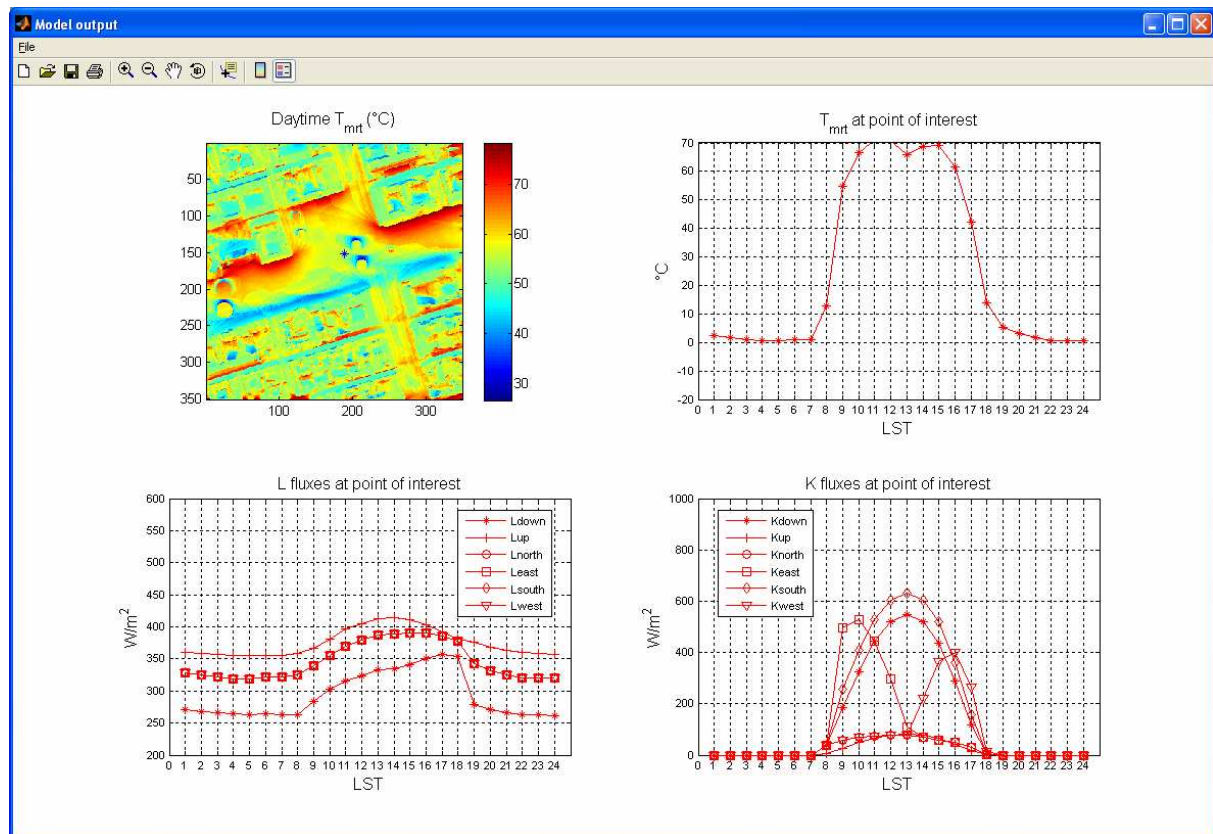 Model output
File
Daytime Tmrt (°C)
50
100
150
200
250
300
350
100 200 300
70
60
50
40
30
Tmrt at point of interest
70
60
50
40
30
20
10
0
-10
-20
°C
0 1 2 3 4 5 6 7 8 9 10 11 12 13 14 15 16 17 18 19 20 21 22 23 24
LST
L fluxes at point of interest
600
550
500
450
400
350
300
250
200
W/m2
Ldown
Lup
Lnorth
Least
Lsouth
Lwest
0 1 2 3 4 5 6 7 8 9 10 11 12 13 14 15 16 17 18 19 20 21 22 23 24
LST
K fluxes at point of interest
1000
800
600
400
200
0
W/m2
Kdown
Kup
Knorth
Keast
Ksouth
Kwest
0 1 2 3 4 5 6 7 8 9 10 11 12 13 14 15 16 17 18 19 20 21 22 23 24
LST